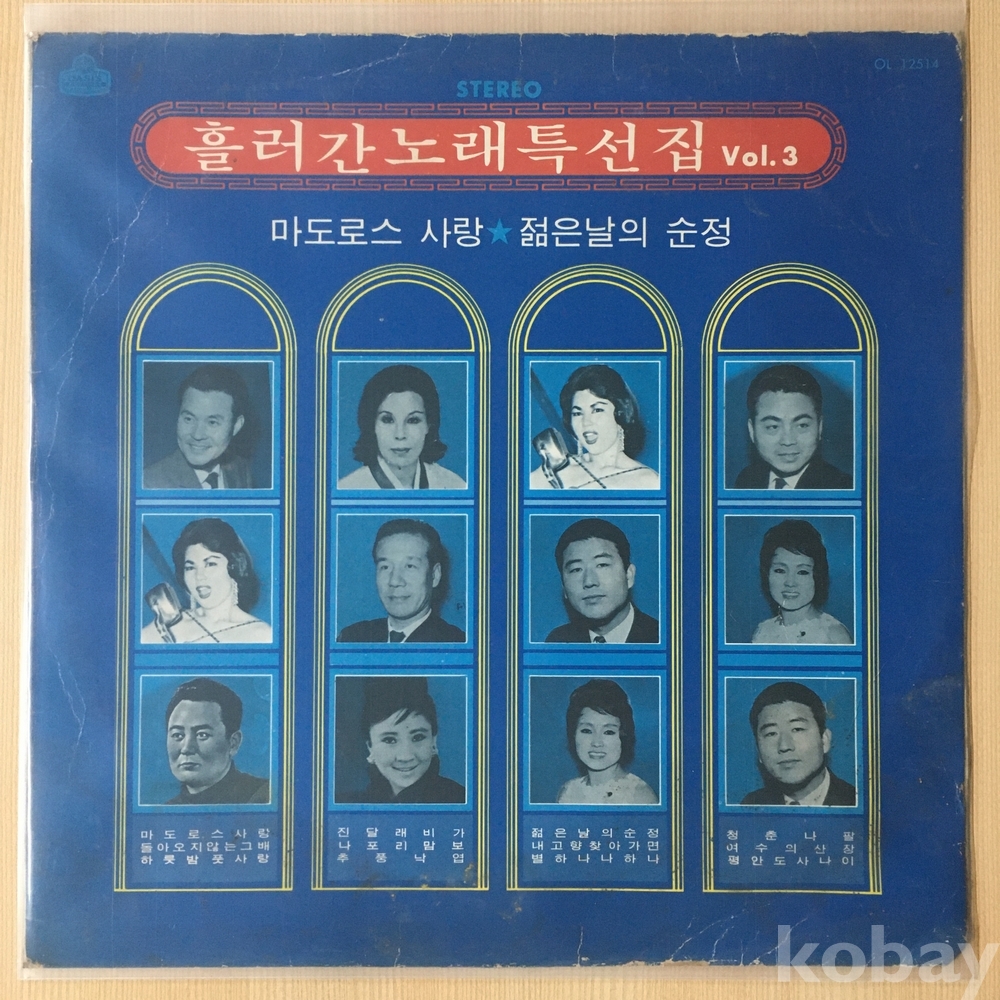 OL 12514
STEREO
흘러간노래특선집 Vol.3
마도로스 사랑★젊은날의 순정
마도로스사랑
돌아오지않는그배
하룻밤풋사랑
진달래비가
나포리맘보
추풍낙엽
젊은날의순정
내고향찾아가면
별하나나하나
청춘나팔
여수의산장
평안도사나이
kobay